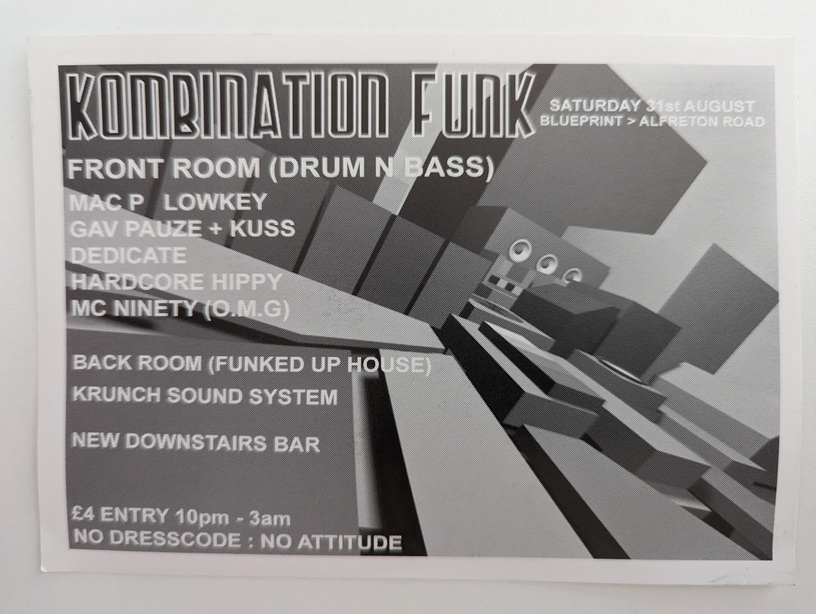 KOMBINATION FUNK
SATURDAY 31st AUGUST
BLUEPRINT > ALFRETON ROAD
FRONT ROOM (DRUM N BASS)
MAC P LOWKEY
GAV PAUZE + KUSS
DEDICATE
HARDCORE HIPPY
MC NINETY (O.M.G)
BACK ROOM (FUNKED UP HOUSE)
KRUNCH SOUND SYSTEM
NEW DOWNSTAIRS BAR
£4 ENTRY 10pm - 3am
NO DRESSCODE : NO ATTITUDE